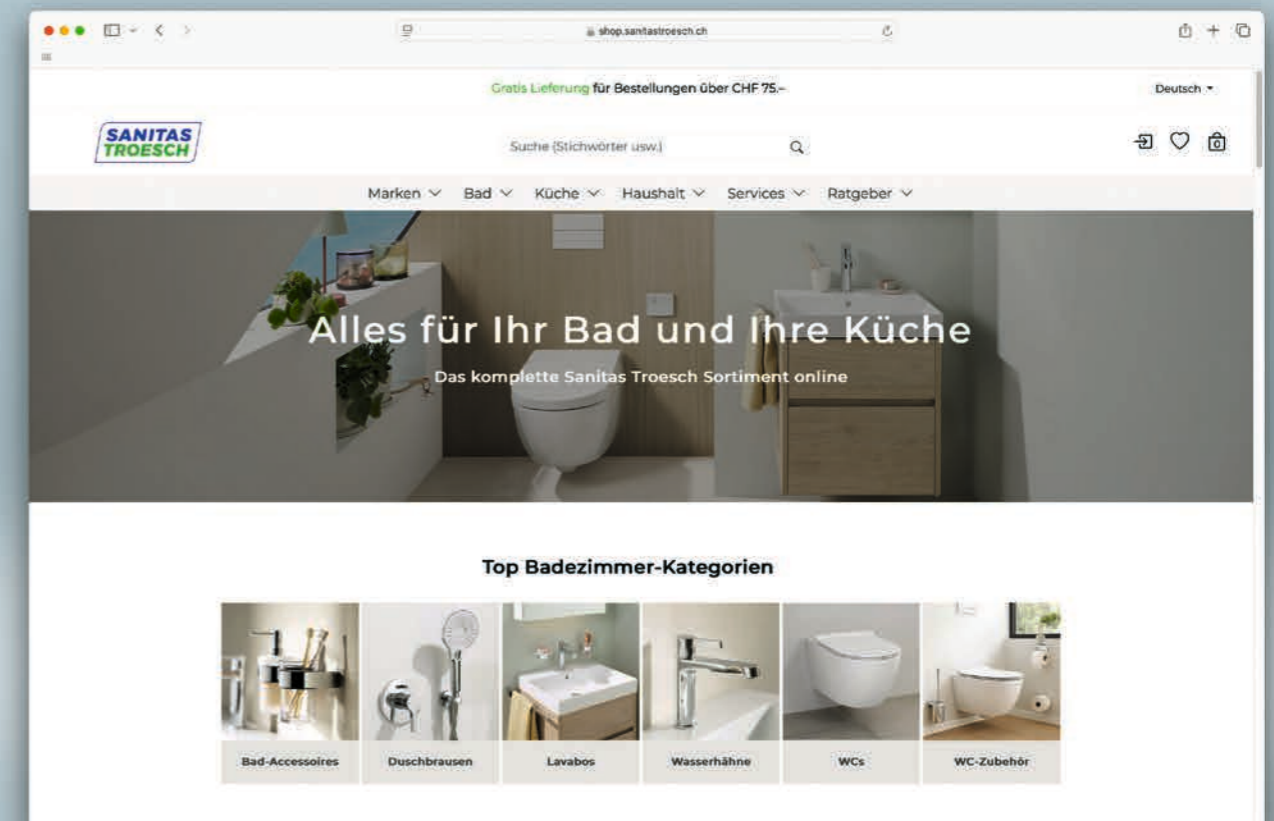 shop.sanitastroesch.ch
Gratis Lieferung für Bestellungen über CHF 75.–
Deutsch
SANITAS
TROESCH
Suche (Stichwörter usw.)
0
Marken Bad Küche Haushalt Services Ratgeber
Alles für Ihr Bad und Ihre Küche
Das komplette Sanitas Troesch Sortiment online
Top Badezimmer-Kategorien
Bad-Accessoires Duschbrausen Lavabos Wasserhähne WCs WC-Zubehör